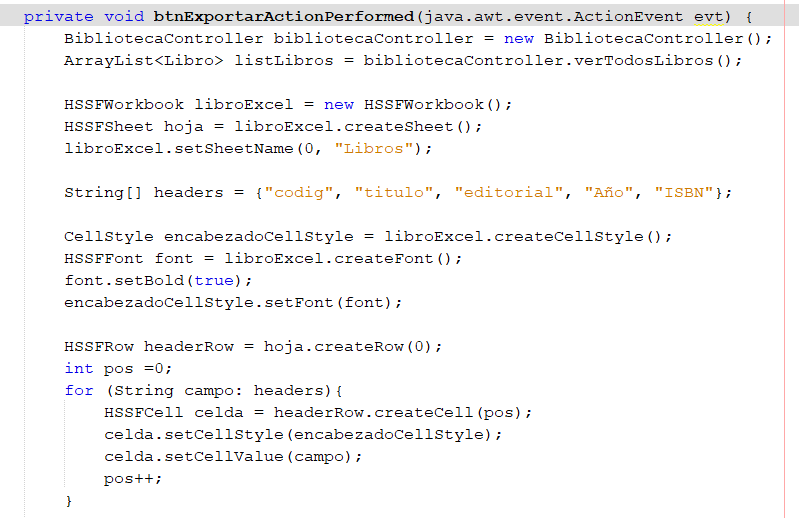 private void btnExportarActionPerformed(java.awt.event.ActionEvent evt) {
BibliotecaController bibliotecaController = new BibliotecaController();
ArrayList<Libro> listLibros = bibliotecaController.verTodosLibros();
HSSFWorkbook libroExcel = new HSSFWorkbook();
HSSFSheet hoja = libroExcel.createSheet();
libroExcel.setSheetName(0, "Libros");
String[] headers = {"codig", "titulo", "editorial", "Año", "ISBN"};
CellStyle encabezadoCellStyle = libroExcel.createCellStyle();
HSSFFont font = libroExcel.createFont();
font.setBold(true);
encabezadoCellStyle.setFont(font);
HSSFRow headerRow = hoja.createRow(0);
int pos =0;
for (String campo: headers){
HSSFCell celda = headerRow.createCell(pos);
celda.setCellStyle(encabezadoCellStyle);
celda.setCellValue(campo);
pos++;
}